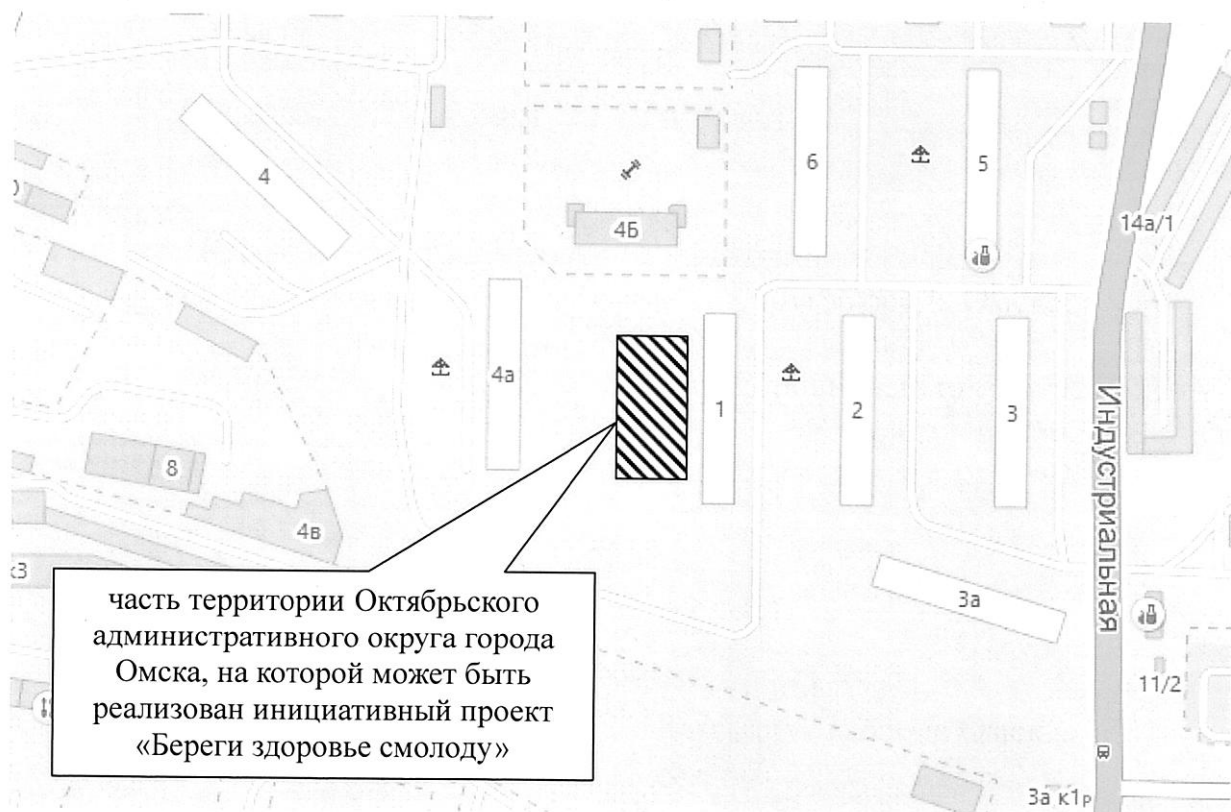 6
5
4
4Б
14а/1
4а
1
2
3
Индустриальная
8
4в
к3
3а
часть территории Октябрьского
административного округа города
Омска, на которой может быть
реализован инициативный проект
«Береги здоровье смолоду»
11/2
3а к1р